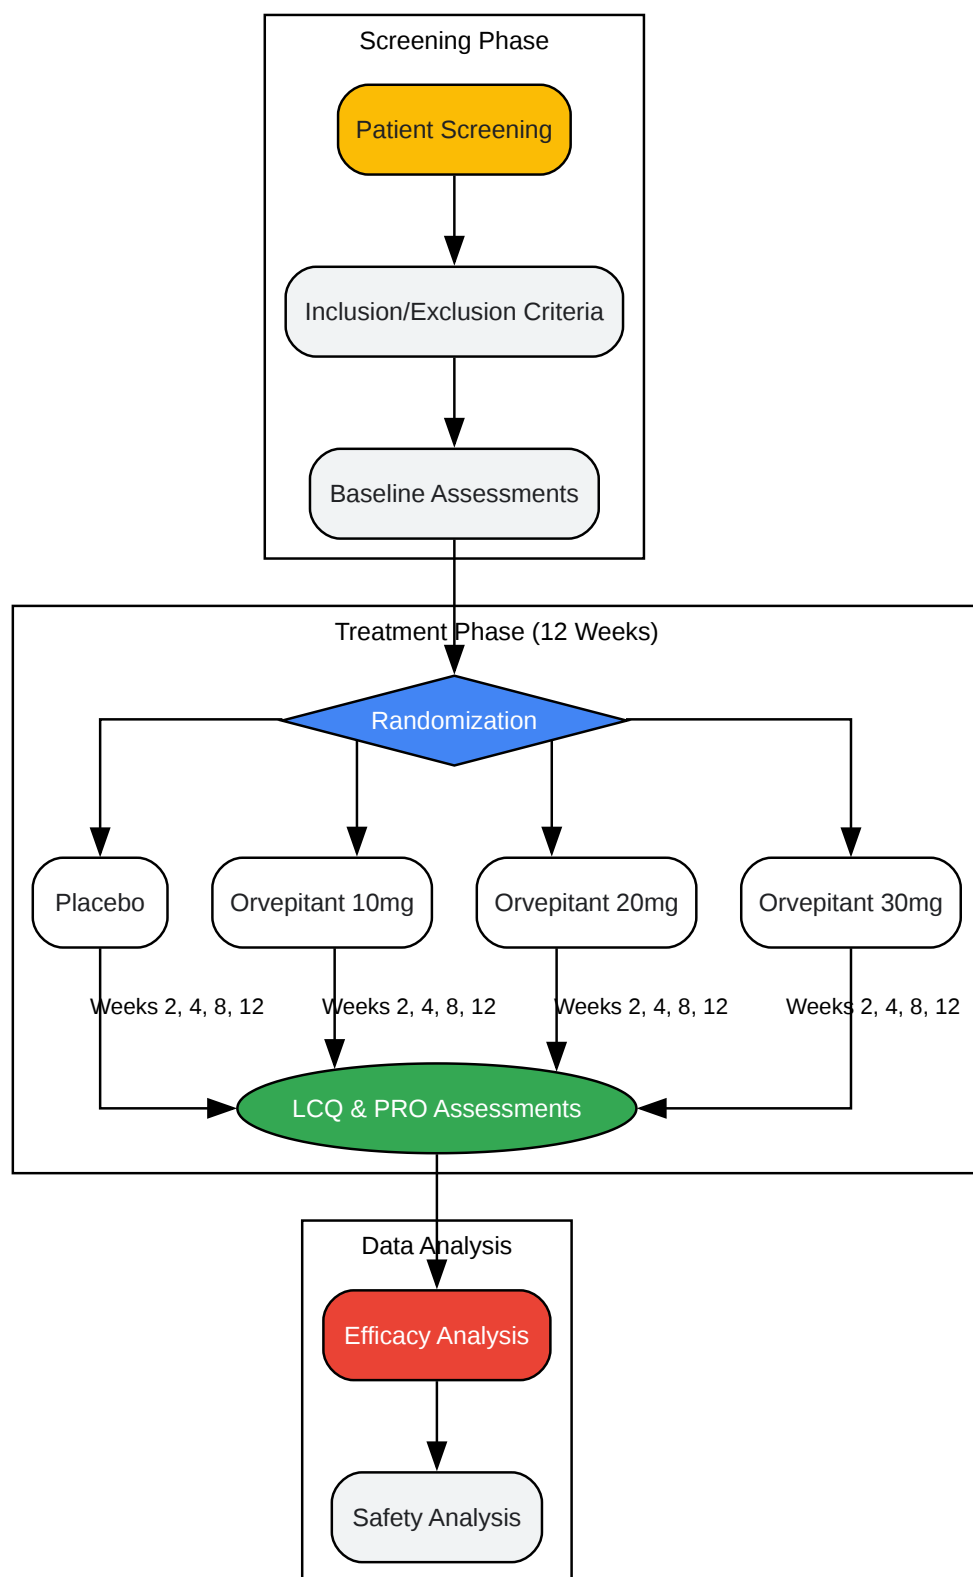 Screening Phase
Patient Screening
Inclusion/Exclusion Criteria
Baseline Assessments
Treatment Phase (12 Weeks)
Randomization
Placebo
Orvepitant 10mg
Orvepitant 20mg
Orvepitant 30mg
Weeks 2, 4, 8, 12
Weeks 2, 4, 8, 12
Weeks 2, 4, 8, 12
Weeks 2, 4, 8, 12
LCQ & PRO Assessments
Data Analysis
Efficacy Analysis
Safety Analysis